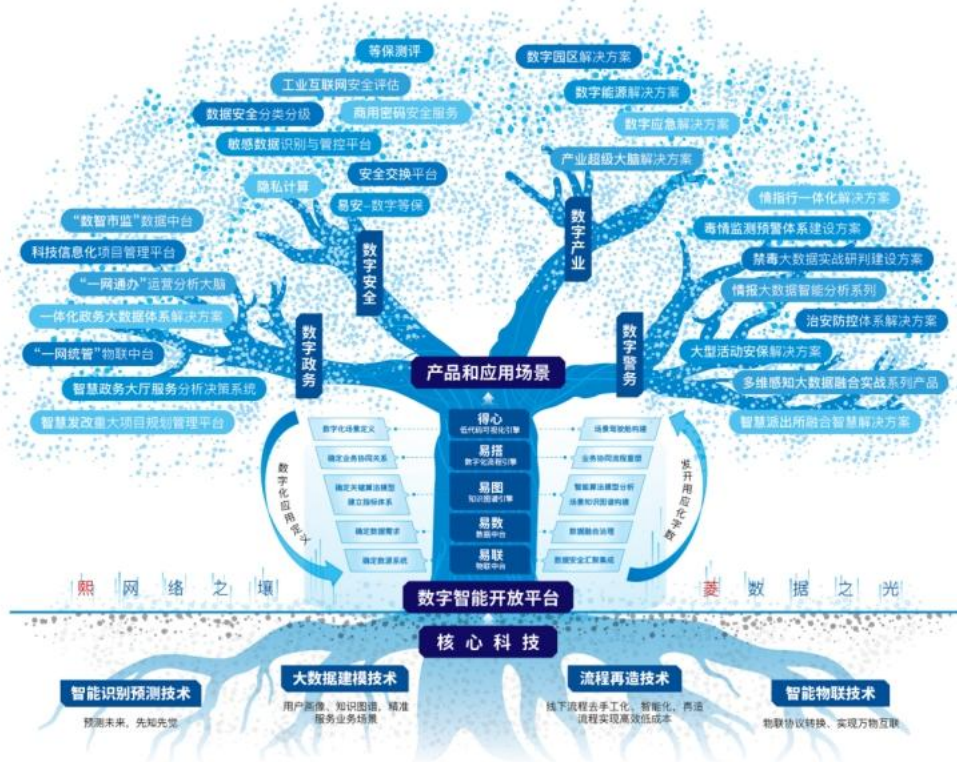 等保测评
工业互联网安全评估
数据安全分类分级
商用密码安全服务
敏感数据识别与管控平台
安全交换平台
隐私计算
易安-数字等保
数字安全
数字园区解决方案
数字能源解决方案
数字应急解决方案
产业超级大脑解决方案
数字产业
“数智市监”数据中台
科技信息化项目管理平台
“一网通办”运营分析大脑
一体化政务大数据体系解决方案
“一网统管”物联中台
智慧政务大厅服务分析决策系统
智慧发改重大项目规划管理平台
数字政务
情指行一体化解决方案
毒情监测预警体系建设方案
禁毒大数据实战研判建设方案
情报大数据智能分析系列
治安防控体系解决方案
大型活动安保解决方案
多维感知大数据融合实战系列产品
智慧派出所融合智慧解决方案
数字警务
产品和应用场景
得心
低代码可视化引擎
易搭
数字化流程引擎
易图
知识图谱引擎
易数
数据中台
易联
物联中台
数字化场景定义
确定业务协同关系
确定关键算法模型
建立指标体系
确定数据需求
确定数源系统
数字化应用定义
场景驾驶舱构建
业务协同流程重塑
智能算法模型分析
场景知识图谱构建
数据融合治理
数据安全汇聚集成
数字化应用开发
熙网络之壤
菱数据之光
数字智能开放平台
核心科技
智能识别预测技术
预测未来，先知先觉
大数据建模技术
用户画像、知识图谱，精准
服务业务场景
流程再造技术
线下流程去手工化、智能化，再造
流程实现高效低成本
智能物联技术
物联协议转换、实现万物互联